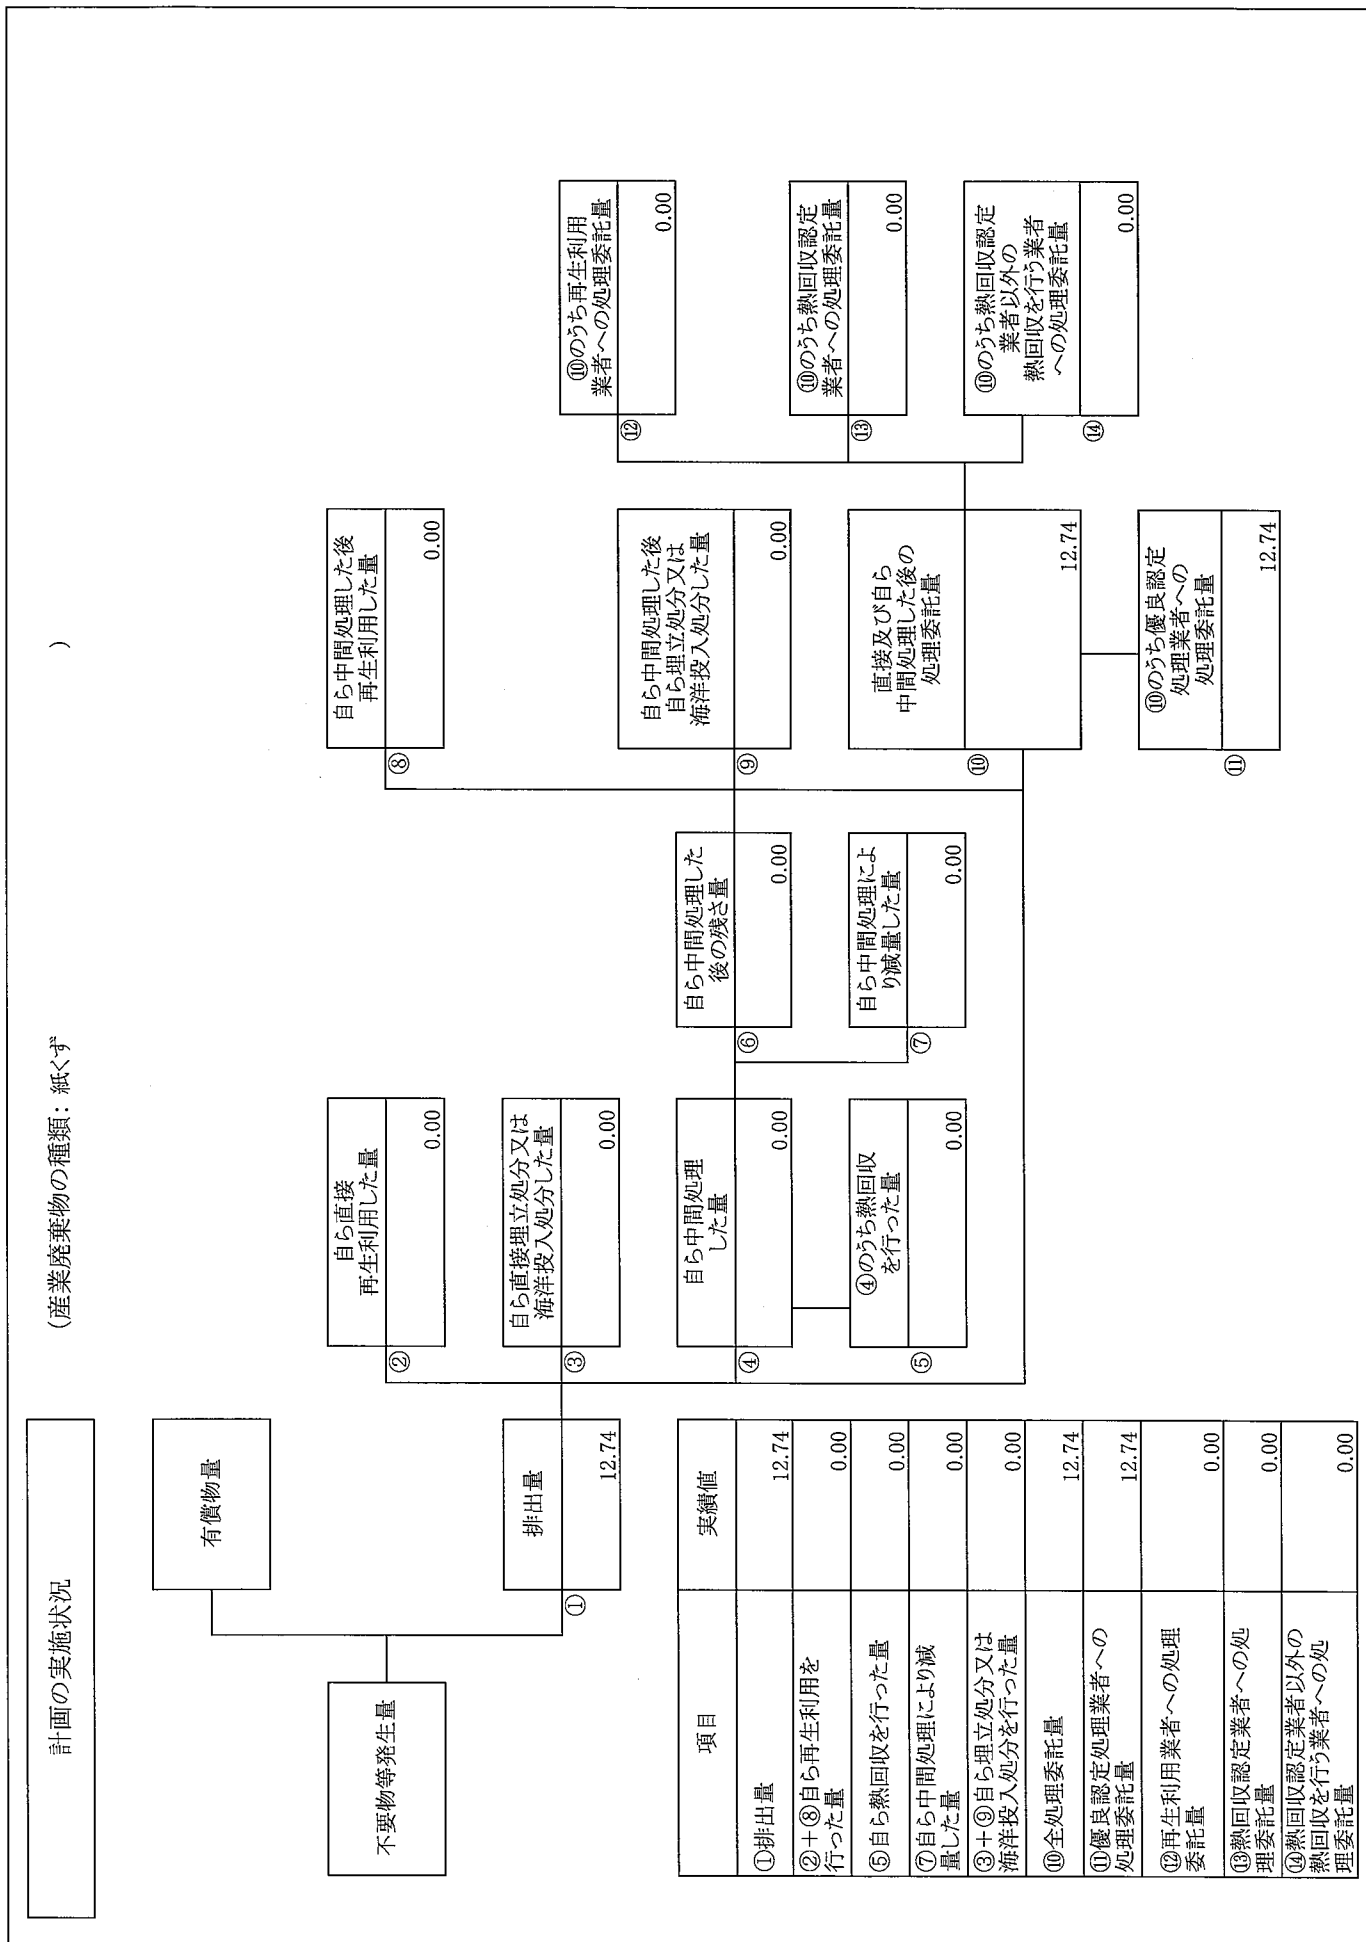 計画の実施状況
(産業廃棄物の種類： 紙くず
)
不要物等発生量
有償物量
①
排出量
12.74
②
自ら直接
再生利用した量
0.00
③
自ら直接埋立処分又は
海洋投入処分した量
0.00
④
自ら中間処理
した量
0.00
⑤
④のうち熱回収
を行った量
0.00
⑥
自ら中間処理した
後の残さ量
0.00
⑦
自ら中間処理によ
り減量した量
0.00
⑧
自ら中間処理した後
再生利用した量
0.00
⑨
自ら中間処理した後
自ら埋立処分又は
海洋投入処分した量
0.00
⑩
直接及び自ら
中間処理した後の
処理委託量
12.74
⑪
⑩のうち優良認定
処理業者への
処理委託量
12.74
⑫
⑩のうち再生利用
業者への処理委託量
0.00
⑬
⑩のうち熱回収認定
業者への処理委託量
0.00
⑭
⑩のうち熱回収認定
業者以外の
熱回収を行う業者
への処理委託量
0.00
項目
実績値
①排出量
12.74
②＋⑧自ら再生利用を
行った量
0.00
⑤自ら熱回収を行った量
0.00
⑦自ら中間処理により減
量した量
0.00
③＋⑨自ら埋立処分又は
海洋投入処分を行った量
0.00
⑩全処理委託量
12.74
⑪優良認定処理業者への
処理委託量
12.74
⑫再生利用業者への処理
委託量
0.00
⑬熱回収認定業者への処
理委託量
0.00
⑭熱回収認定業者以外の
熱回収を行う業者への処
理委託量
0.00